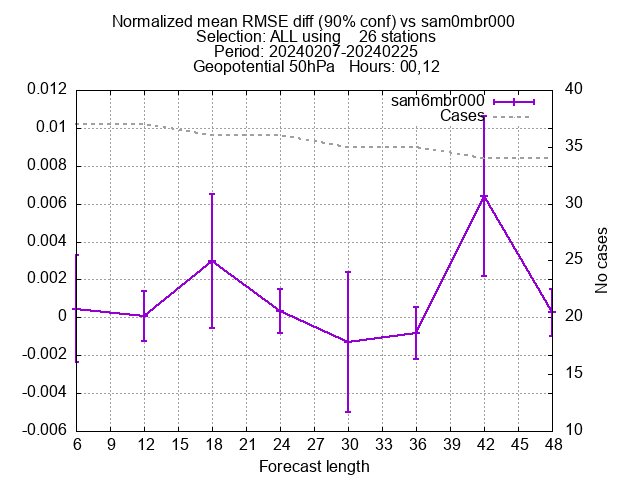 Normalized mean RMSE diff (90% conf) vs sam0mbr000
Selection: ALL using    26 stations
Period: 20240207-20240225
Geopotential 50hPa   Hours: 00,12
sam6mbr000
Cases
0.012
0.01
0.008
0.006
0.004
0.002
0
-0.002
-0.004
-0.006
40
35
30
25
20
15
10
No cases
6 9 12 15 18 21 24 27 30 33 36 39 42 45 48
Forecast length